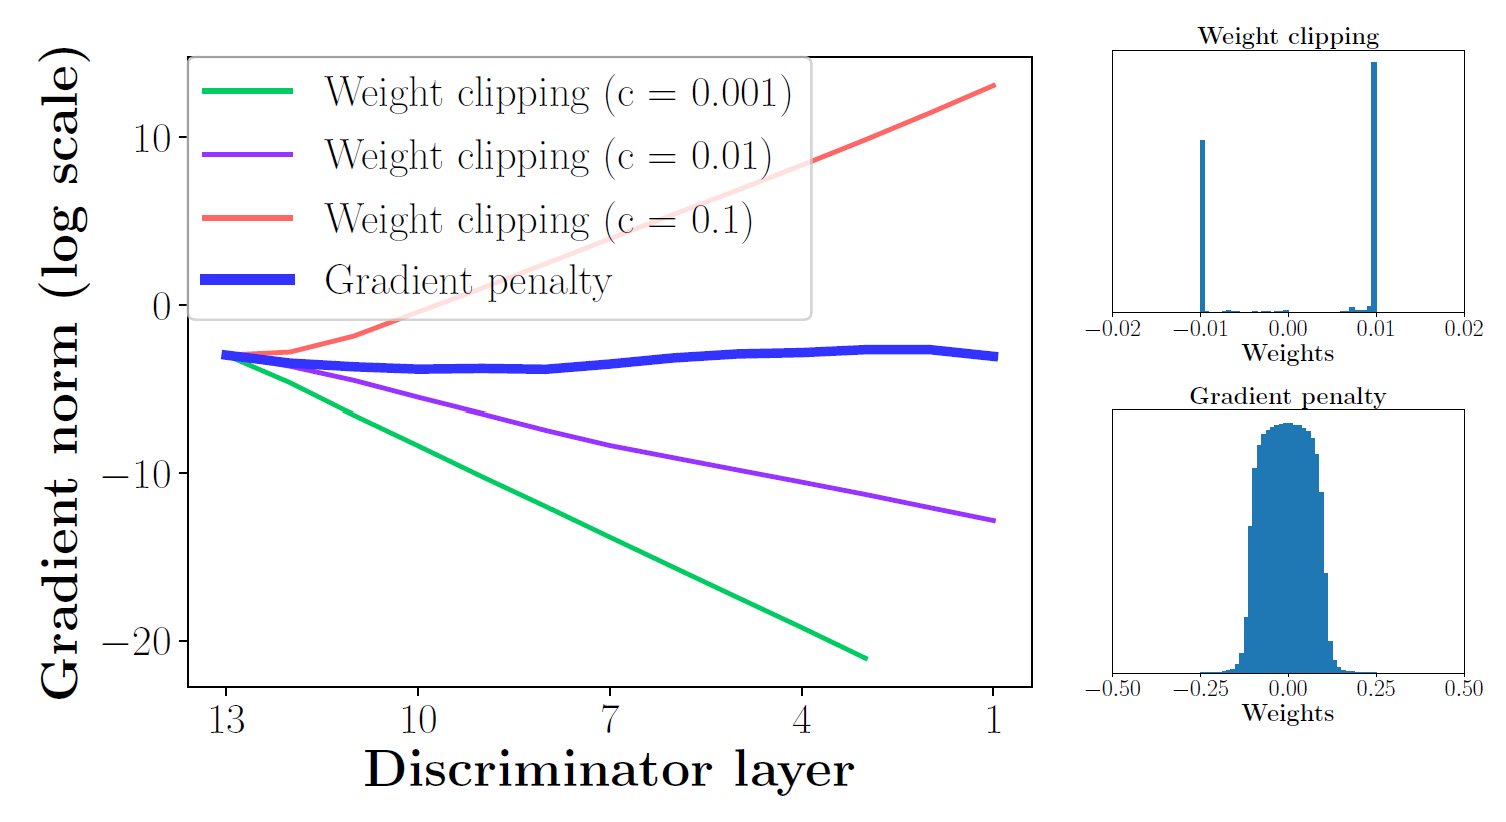 Gradient norm (log scale)
10
0
−10
−20
Weight clipping (c = 0.001)
Weight clipping (c = 0.01)
Weight clipping (c = 0.1)
Gradient penalty
13 10 7 4 1
Discriminator layer
Weight clipping
−0.02 −0.01 0.00 0.01 0.02
Weights
Gradient penalty
−0.50 −0.25 0.00 0.25 0.50
Weights